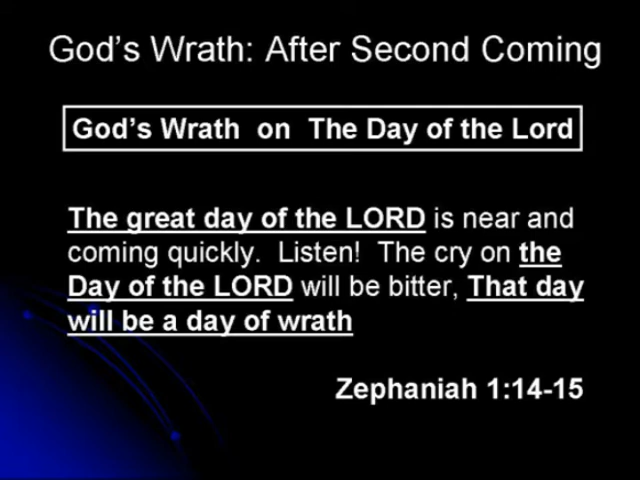 God's Wrath: After Second Coming
God's Wrath on The Day of the Lord
The great day of the LORD is near and
coming quickly. Listen! The cry on the
Day of the LORD will be bitter, That day
will be a day of wrath
Zephaniah 1:14-15